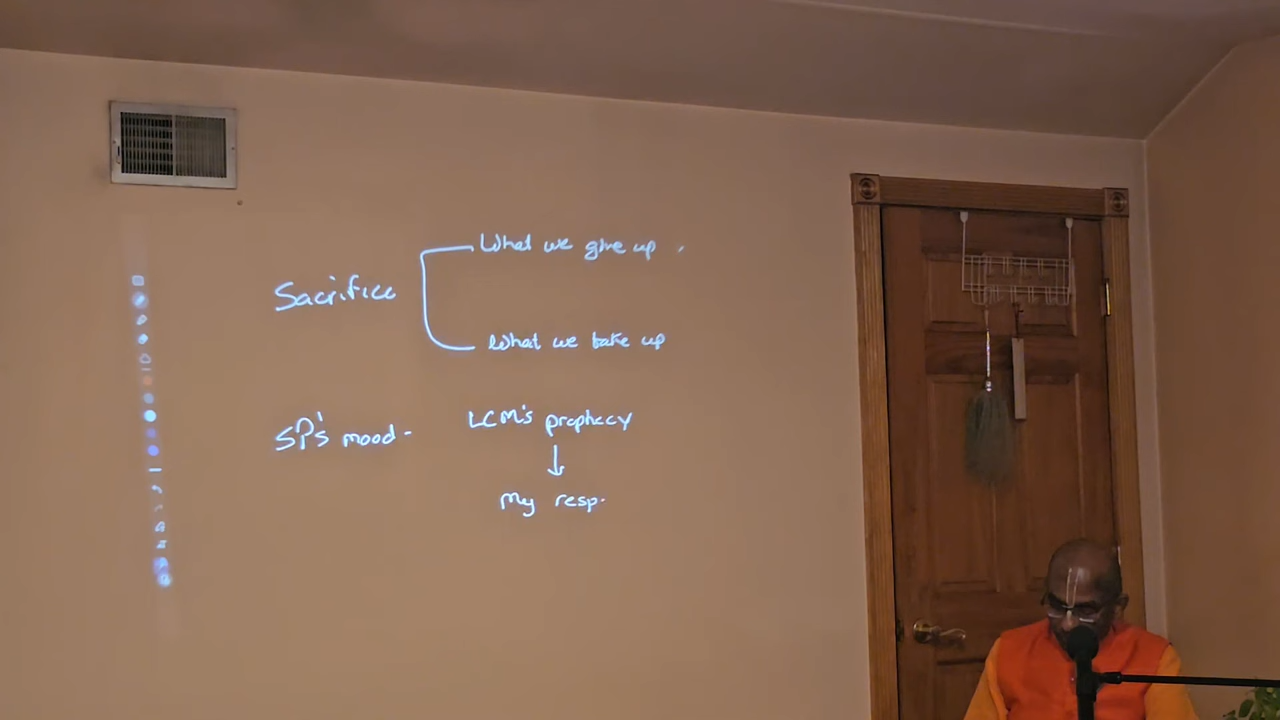 What we give up
Sacrifice
What we take up
SP's mood - LCM's prophecy
↓
My resp.